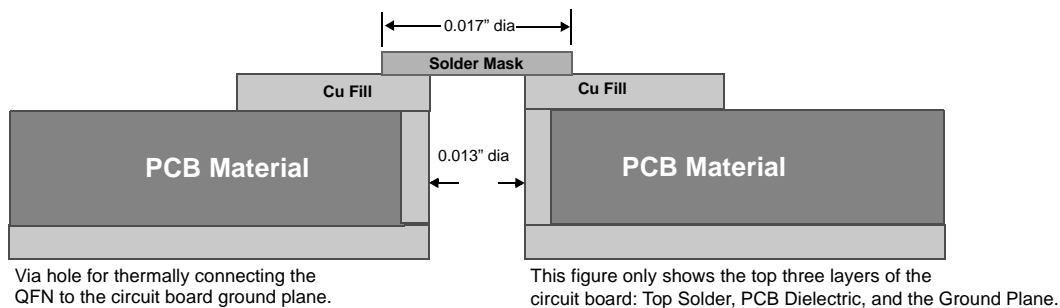 0.017” dia
Solder Mask
Cu Fill
Cu Fill
PCB Material
0.013” dia
PCB Material
Via hole for thermally connecting the
QFN to the circuit board ground plane.
This figure only shows the top three layers of the
circuit board: Top Solder, PCB Dielectric, and the Ground Plane.